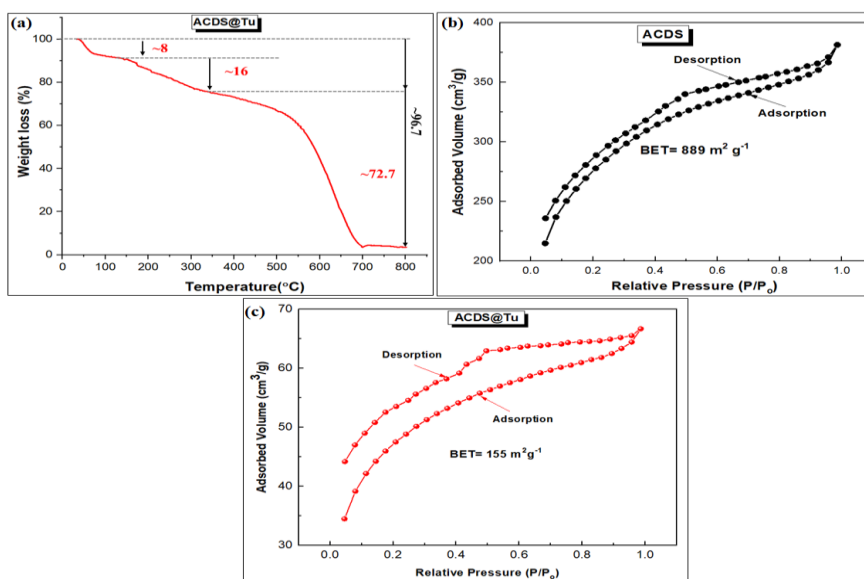 (a)
ACDS@Tu
100
80
60
40
20
0
~8
~16
~96.7
~72.7
Weight loss (%)
0 100 200 300 400 500 600 700 800
Temperature(°C)
(b)
ACDS
400
350
300
250
200
Desorption
Adsorption
BET= 889 m² g⁻¹
Adsorbed Volume (cm³/g)
0.0 0.2 0.4 0.6 0.8 1.0
Relative Pressure (P/Pₒ)
(c)
ACDS@Tu
70
60
50
40
30
Desorption
Adsorption
BET= 155 m²g⁻¹
Adsorbed Volume (cm³/g)
0.0 0.2 0.4 0.6 0.8 1.0
Relative Pressure (P/Pₒ)